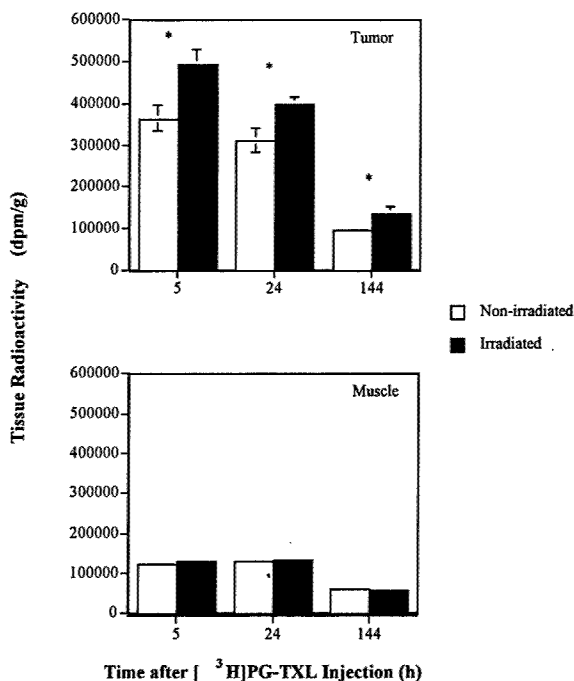 600000
Tumor
500000
400000
300000
200000
100000
0
* * *
5 24 144
Tissue Radioactivity (dpm/g)
Non-irradiated
Irradiated
600000
Muscle
500000
400000
300000
200000
100000
0
5 24 144
Time after [ ³H]PG-TXL Injection (h)